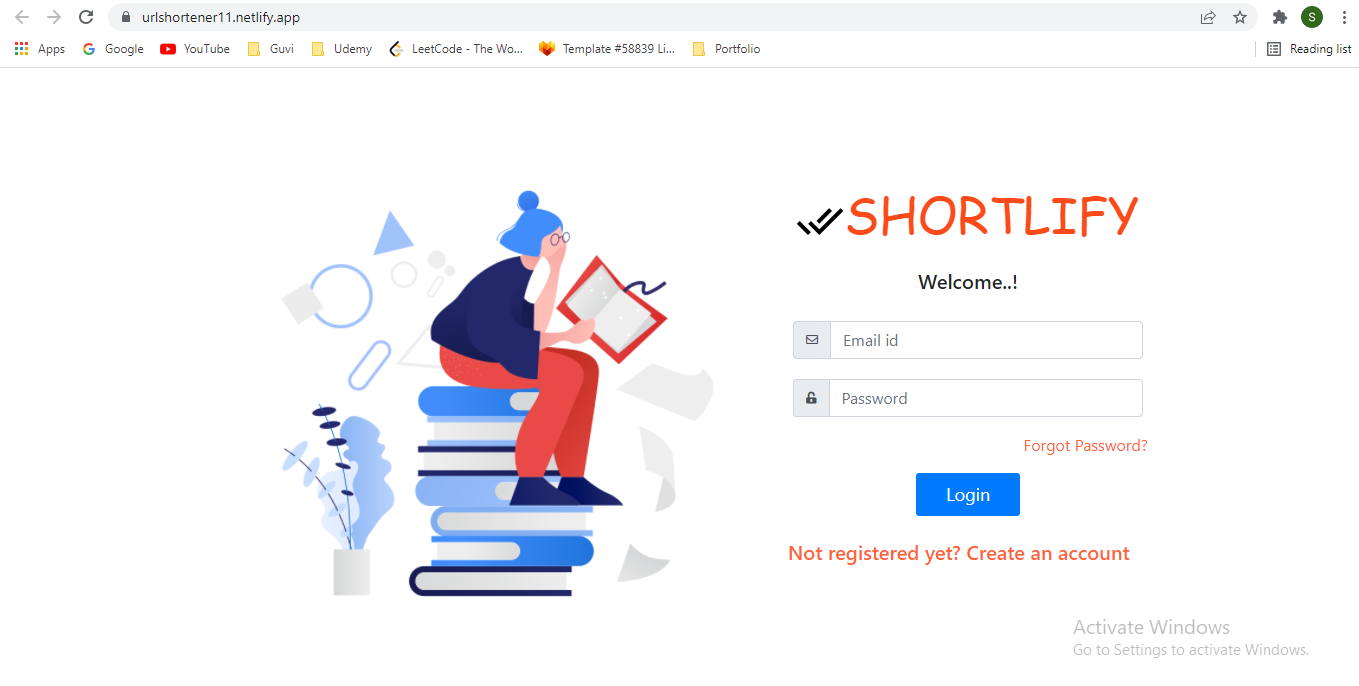 urlshortener11.netlify.app
S
Apps Google YouTube Guvi Udemy LeetCode - The Wo... Template #58839 Li... Portfolio Reading list
SHORTLIFY
Welcome..!
Email id
Password
Forgot Password?
Login
Not registered yet? Create an account
Activate Windows
Go to Settings to activate Windows.